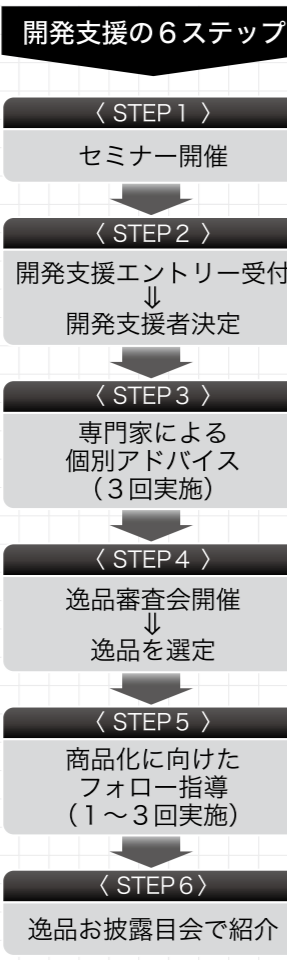 開発支援の６ステップ
〈 STEP１ 〉
セミナー開催
〈 STEP２ 〉
開発支援エントリー受付
⇓
開発支援者決定
〈 STEP３ 〉
専門家による
個別アドバイス
（３回実施）
〈 STEP４ 〉
逸品審査会開催
⇓
逸品を選定
〈 STEP５ 〉
商品化に向けた
フォロー指導
（１～３回実施）
〈 STEP６〉
逸品お披露目会で紹介